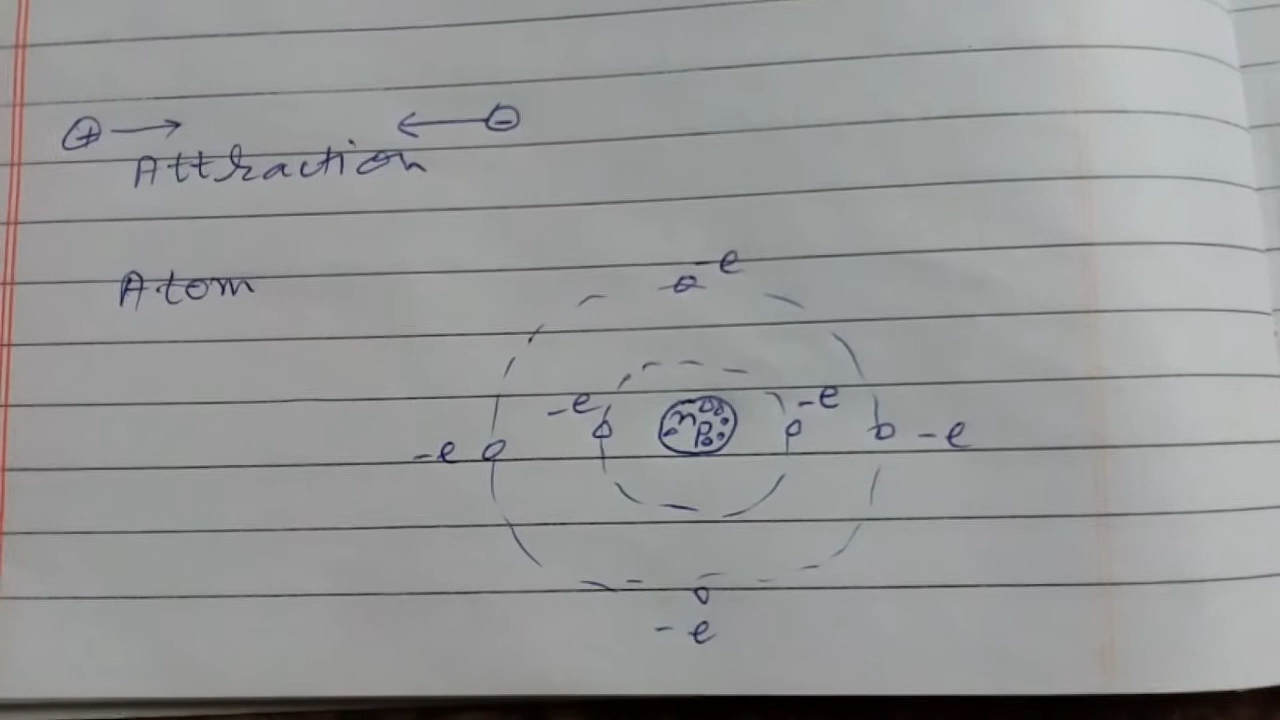 + → ← -
Attraction
Atom
-e
-e -e
n
-e -e
p
-e